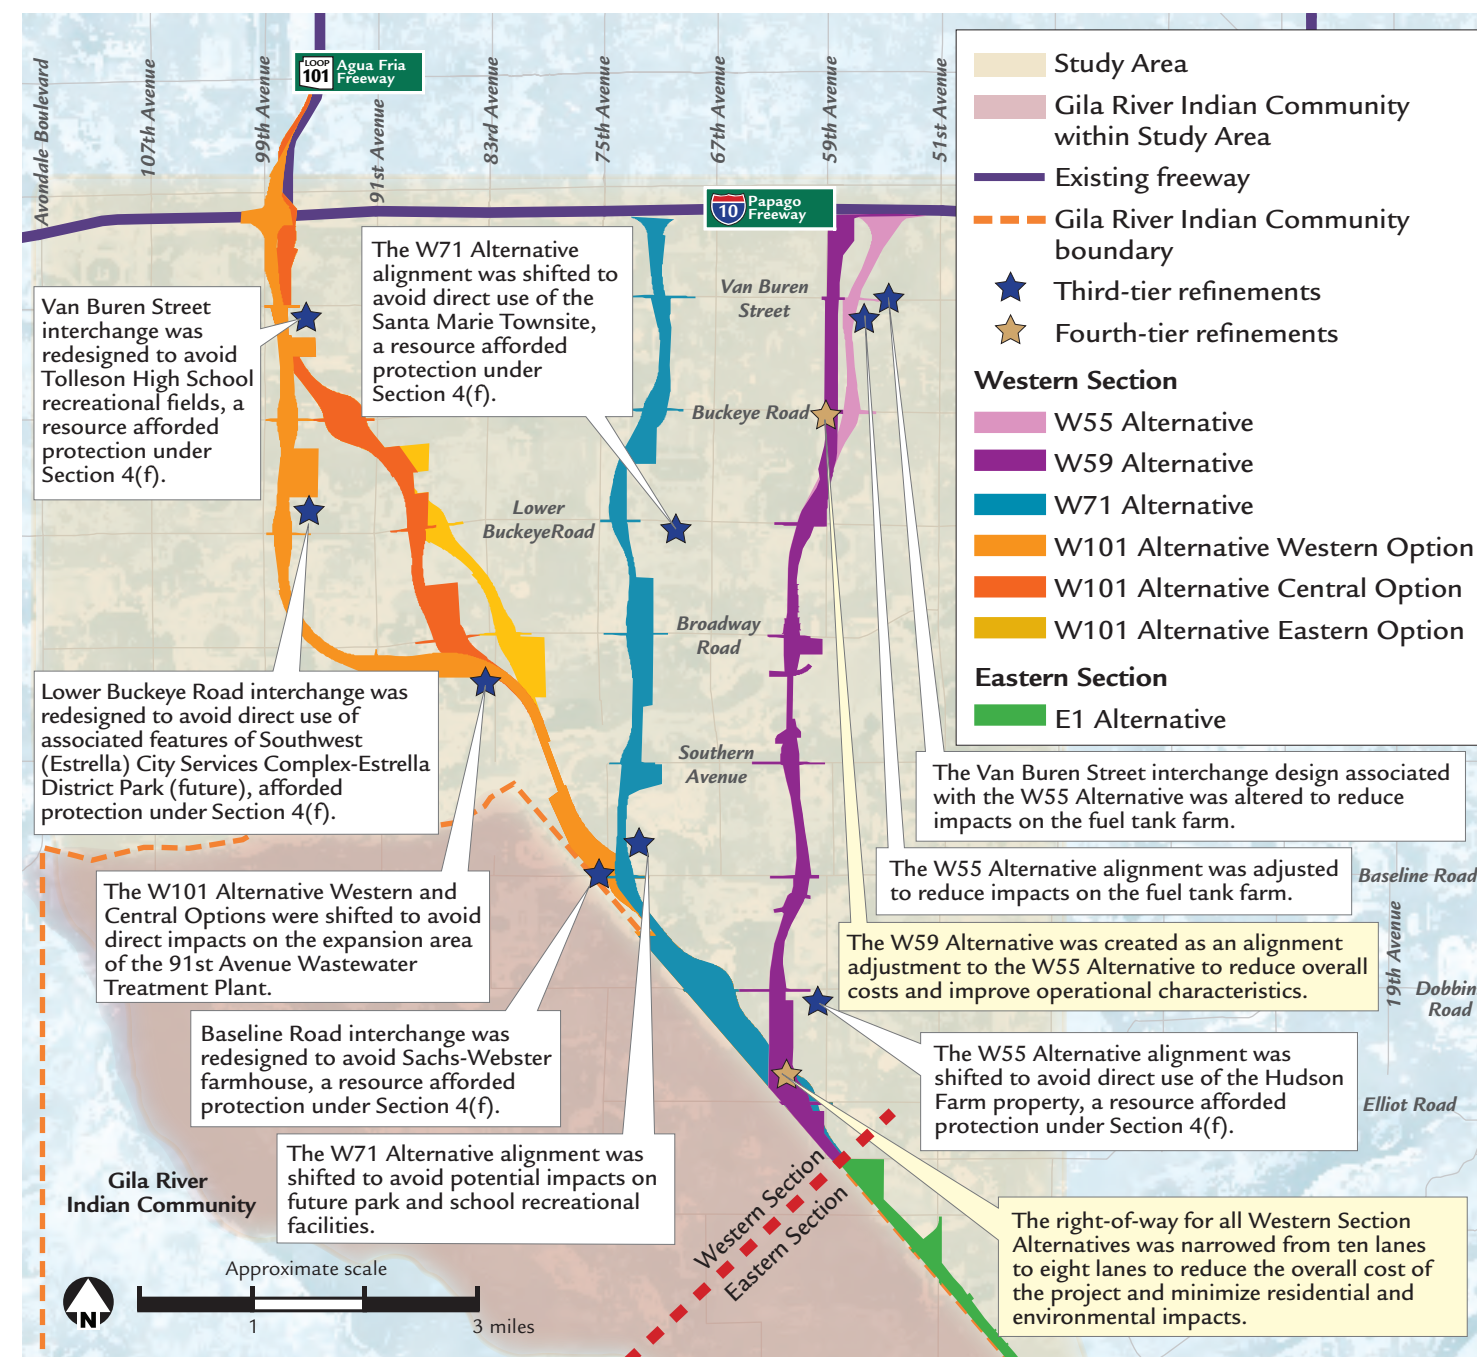 Avondale Boulevard
107th Avenue
99th Avenue
LOOP
101
Agua Fria
Freeway
91st Avenue
83rd Avenue
75th Avenue
67th Avenue
59th Avenue
51st Avenue
10
Papago
Freeway
Study Area
Gila River Indian Community
within Study Area
Existing freeway
Gila River Indian Community
boundary
Third-tier refinements
Fourth-tier refinements
Western Section
W55 Alternative
W59 Alternative
W71 Alternative
W101 Alternative Western Option
W101 Alternative Central Option
W101 Alternative Eastern Option
Eastern Section
E1 Alternative
Van Buren Street
interchange was
redesigned to avoid
Tolleson High School
recreational fields, a
resource afforded
protection under
Section 4(f).
The W71 Alternative
alignment was shifted to
avoid direct use of the
Santa Marie Townsite,
a resource afforded
protection under
Section 4(f).
Van Buren
Street
Buckeye Road
Lower
BuckeyeRoad
Broadway
Road
Southern
Avenue
Lower Buckeye Road interchange was
redesigned to avoid direct use of
associated features of Southwest
(Estrella) City Services Complex-Estrella
District Park (future), afforded
protection under Section 4(f).
The Van Buren Street interchange design associated
with the W55 Alternative was altered to reduce
impacts on the fuel tank farm.
The W55 Alternative alignment was adjusted
to reduce impacts on the fuel tank farm.
Baseline Road
The W101 Alternative Western and
Central Options were shifted to avoid
direct impacts on the expansion area
of the 91st Avenue Wastewater
Treatment Plant.
The W59 Alternative was created as an alignment
adjustment to the W55 Alternative to reduce overall
costs and improve operational characteristics.
19th Avenue
Dobbin
Road
Baseline Road interchange was
redesigned to avoid Sachs-Webster
farmhouse, a resource afforded
protection under Section 4(f).
The W55 Alternative alignment was
shifted to avoid direct use of the Hudson
Farm property, a resource afforded
protection under Section 4(f).
Elliot Road
The W71 Alternative alignment was
shifted to avoid potential impacts on
future park and school recreational
facilities.
Gila River
Indian Community
Western Section
Eastern Section
The right-of-way for all Western Section
Alternatives was narrowed from ten lanes
to eight lanes to reduce the overall cost of
the project and minimize residential and
environmental impacts.
Approximate scale
N
1
3 miles